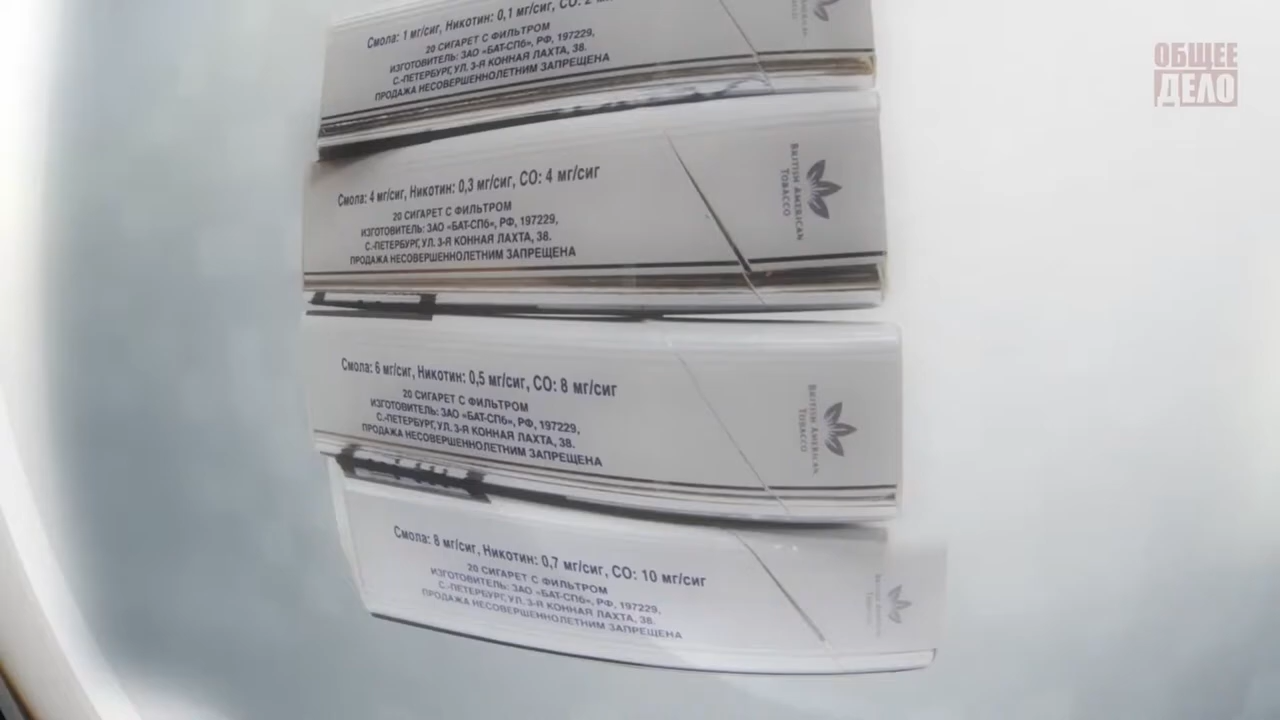 Смола: 1 мг/сиг, Никотин: 0,1 мг/сиг, СО: 2
20 СИГАРЕТ С ФИЛЬТРОМ
ИЗГОТОВИТЕЛЬ: ЗАО «БАТ-СПб», РФ, 197229,
С.-ПЕТЕРБУРГ, УЛ. 3-Я КОННАЯ ЛАХТА, 38.
ПРОДАЖА НЕСОВЕРШЕННОЛЕТНИМ ЗАПРЕЩЕНА
ОБЩЕЕ
ДЕЛО
Смола: 4 мг/сиг, Никотин: 0,3 мг/сиг, СО: 4 мг/сиг
20 СИГАРЕТ С ФИЛЬТРОМ
ИЗГОТОВИТЕЛЬ: ЗАО «БАТ-СПб», РФ, 197229,
С.-ПЕТЕРБУРГ, УЛ. 3-Я КОННАЯ ЛАХТА, 38.
ПРОДАЖА НЕСОВЕРШЕННОЛЕТНИМ ЗАПРЕЩЕНА
BRITISH AMERICAN
TOBACCO
Смола: 6 мг/сиг, Никотин: 0,5 мг/сиг, СО: 8 мг/сиг
20 СИГАРЕТ С ФИЛЬТРОМ
ИЗГОТОВИТЕЛЬ: ЗАО «БАТ-СПб», РФ, 197229,
С.-ПЕТЕРБУРГ, УЛ. 3-Я КОННАЯ ЛАХТА, 38.
ПРОДАЖА НЕСОВЕРШЕННОЛЕТНИМ ЗАПРЕЩЕНА
BRITISH AMERICAN
TOBACCO
Смола: 8 мг/сиг, Никотин: 0,7 мг/сиг, СО: 10 мг/сиг
20 СИГАРЕТ С ФИЛЬТРОМ
ИЗГОТОВИТЕЛЬ: ЗАО «БАТ-СПб», РФ, 197229,
С.-ПЕТЕРБУРГ, УЛ. 3-Я КОННАЯ ЛАХТА, 38.
ПРОДАЖА НЕСОВЕРШЕННОЛЕТНИМ ЗАПРЕЩЕНА